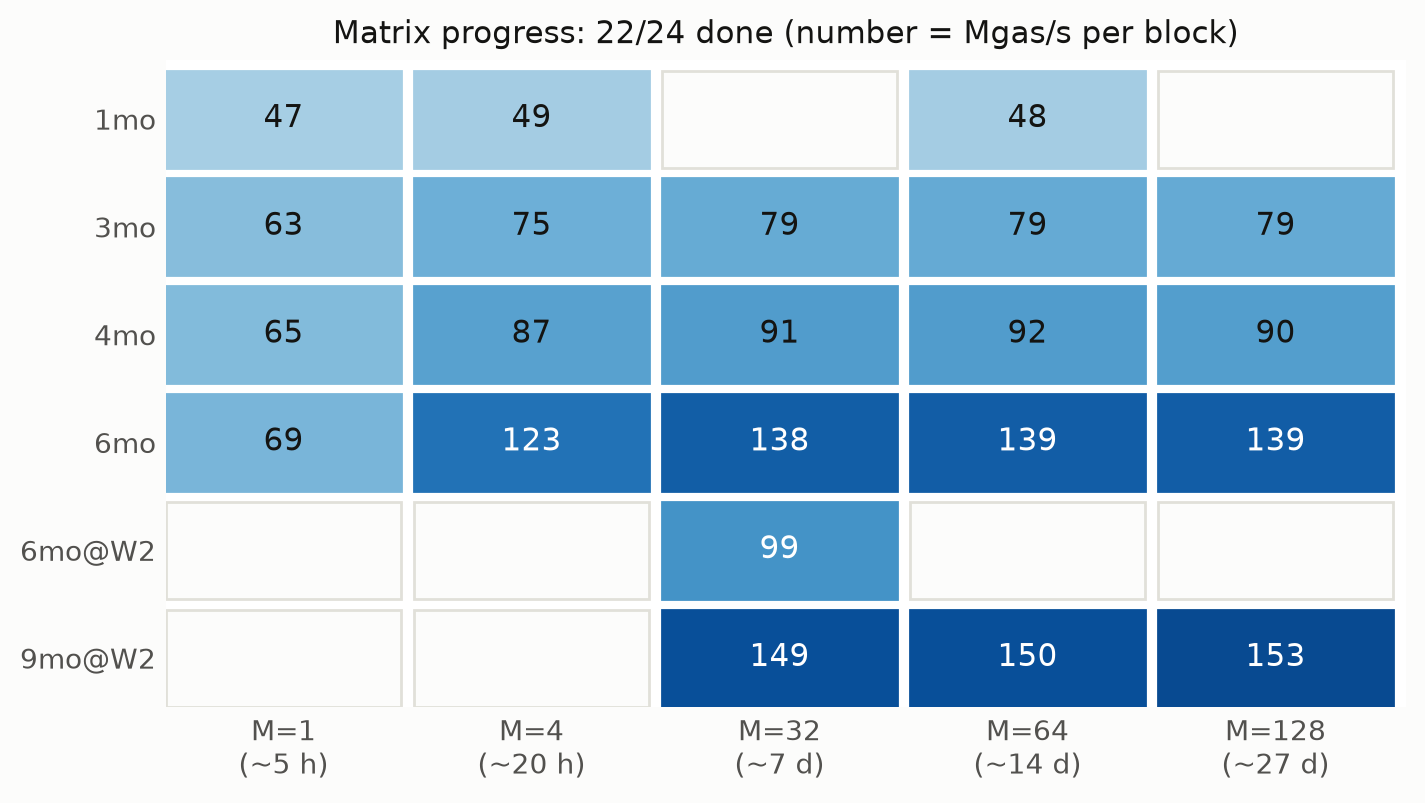 Matrix progress: 22/24 done (number = Mgas/s per block)
1mo 47 49 48
3mo 63 75 79 79 79
4mo 65 87 91 92 90
6mo 69 123 138 139 139
6mo@W2 99
9mo@W2 149 150 153
M=1 M=4 M=32 M=64 M=128
(~5 h) (~20 h) (~7 d) (~14 d) (~27 d)